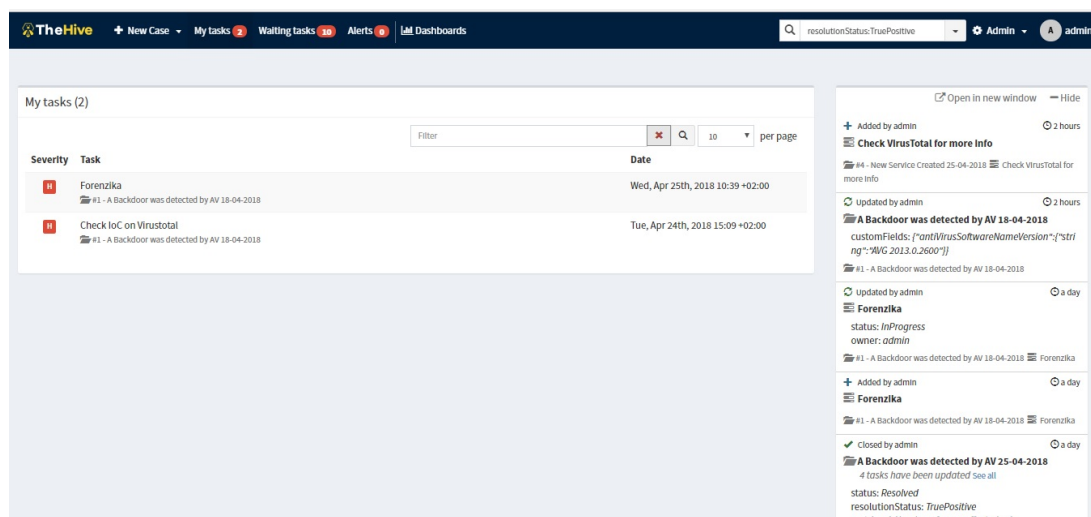 TheHive + New Case My tasks 2 Waiting tasks 10 Alerts 0 Dashboards resolutionStatus:TruePositive Admin A admin
My tasks (2)
Filter 10 per page
Severity Task Date
H Forenzika Wed, Apr 25th, 2018 10:39 +02:00
#1 - A Backdoor was detected by AV 18-04-2018
H Check IoC on Virustotal Tue, Apr 24th, 2018 15:09 +02:00
#1 - A Backdoor was detected by AV 18-04-2018
Open in new window Hide
+ Added by admin 2 hours
Check VirusTotal for more info
#4 - New Service Created 25-04-2018 Check VirusTotal for
more info
Updated by admin 2 hours
A Backdoor was detected by AV 18-04-2018
customFields: {"antiVirusSoftwareNameVersion":{"stri
ng":"AVG 2013.0.2600"}}
#1 - A Backdoor was detected by AV 18-04-2018
Updated by admin a day
Forenzika
status: InProgress
owner: admin
#1 - A Backdoor was detected by AV 18-04-2018 Forenzika
+ Added by admin a day
Forenzika
#1 - A Backdoor was detected by AV 18-04-2018 Forenzika
Closed by admin a day
A Backdoor was detected by AV 25-04-2018
4 tasks have been updated See all
status: Resolved
resolutionStatus: TruePositive